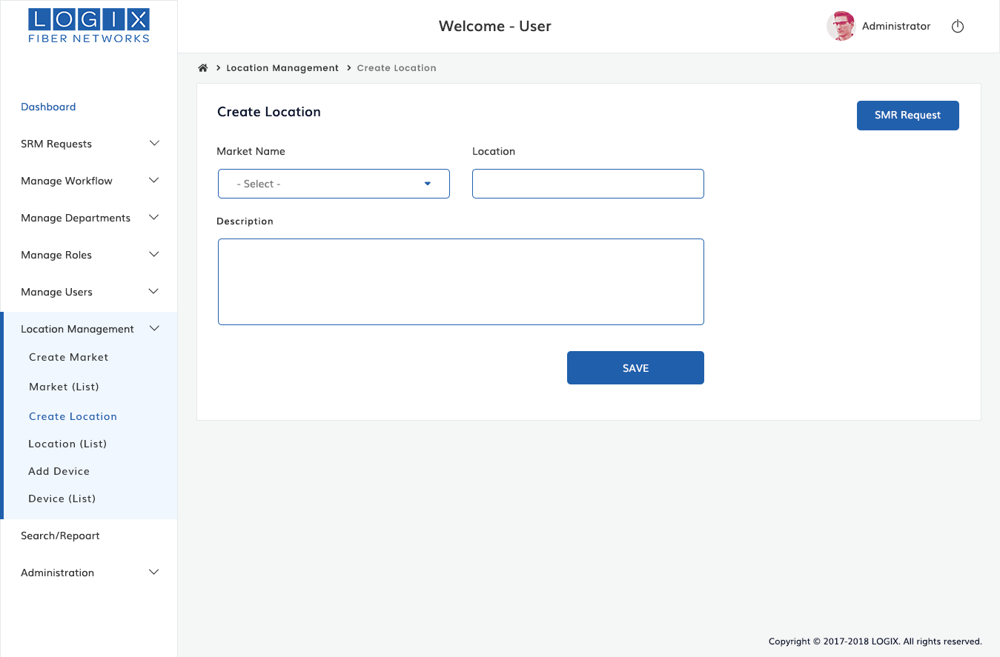 LOGIX
FIBER NETWORKS
Welcome - User
Administrator
Location Management
Create Location
Dashboard
SRM Requests
Manage Workflow
Manage Departments
Manage Roles
Manage Users
Location Management
Create Market
Market (List)
Create Location
Location (List)
Add Device
Device (List)
Search/Repoart
Administration
Create Location
SMR Request
Market Name
Location
- Select -
Description
SAVE
Copyright © 2017-2018 LOGIX. All rights reserved.